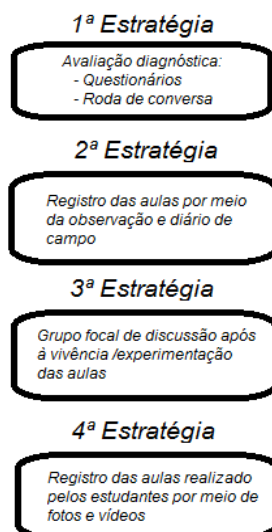 1ª Estratégia
Avaliação diagnóstica:
- Questionários
- Roda de conversa
2ª Estratégia
Registro das aulas por meio
da observação e diário de
campo
3ª Estratégia
Grupo focal de discussão após
à vivência /experimentação
das aulas
4ª Estratégia
Registro das aulas realizado
pelos estudantes por meio de
fotos e vídeos